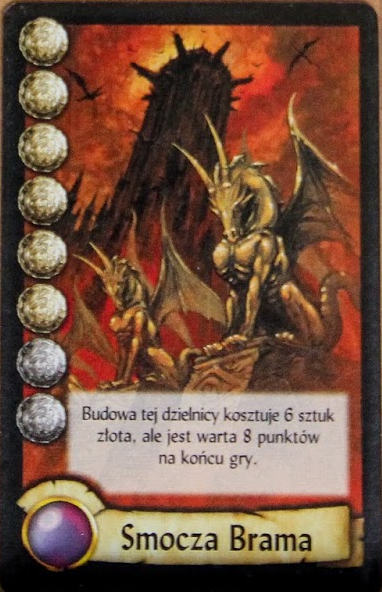 Budowa tej dzielnicy kosztuje 6 sztuk
złota, ale jest warta 8 punktów
na końcu gry.
Smocza Brama